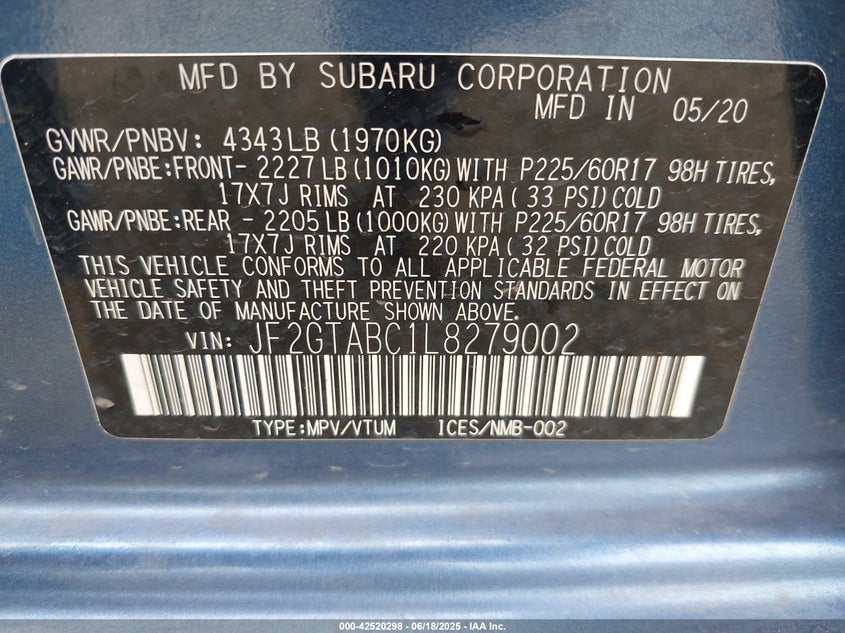 MFD BY SUBARU CORPORATION
MFD IN 05/20
GVWR/PNBV: 4343LB(1970KG)
GAWR/PNBE:FRONT- 2227LB(1010KG)WITH P225/60R17 98H TIRES,
17X7J RIMS AT 230 KPA( 33 PSI)COLD
GAWR/PNBE:REAR - 2205LB(1000KG)WITH P225/60R17 98H TIRES,
17X7J RIMS AT 220 KPA( 32 PSI)COLD
THIS VEHICLE CONFORMS TO ALL APPLICABLE FEDERAL MOTOR
VEHICLE SAFETY AND THEFT PREVENTION STANDARDS IN EFFECT ON
THE DATE OF MANUFACTURE SHOWN ABOVE.
VIN: JF2GTABC1L8279002
TYPE:MPV/VTUM ICES/NMB-002
000-42520298 - 06/18/2025 - IAA Inc.